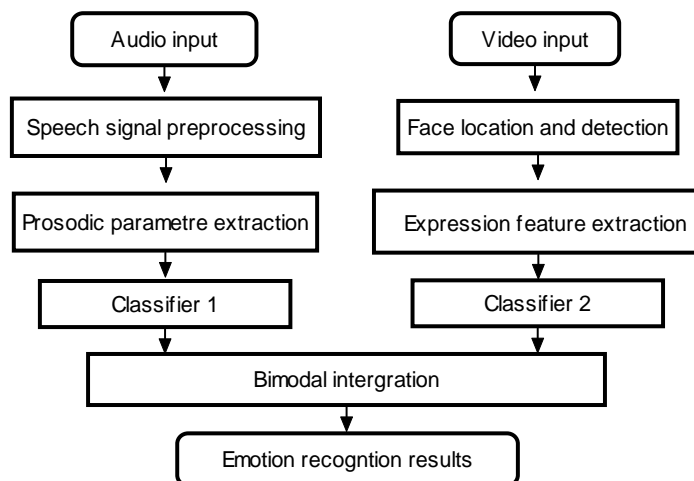 Audio input
Video input
Speech signal preprocessing
Face location and detection
Prosodic parametre extraction
Expression feature extraction
Classifier 1
Classifier 2
Bimodal intergration
Emotion recogntion results